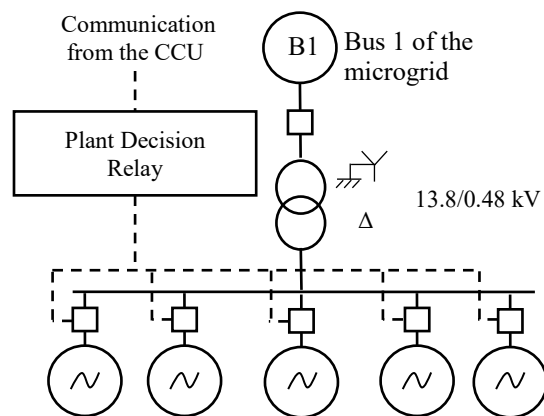 Communication
from the CCU
B1
Bus 1 of the
microgrid
Plant Decision
Relay
13.8/0.48 kV
Δ